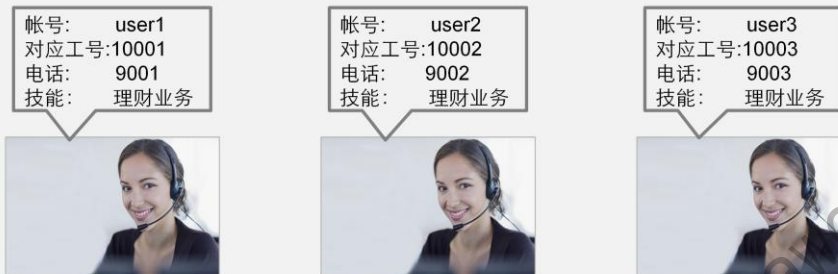 帐号: user1
对应工号:10001
电话: 9001
技能: 理财业务
帐号: user2
对应工号:10002
电话: 9002
技能: 理财业务
帐号: user3
对应工号:10003
电话: 9003
技能: 理财业务